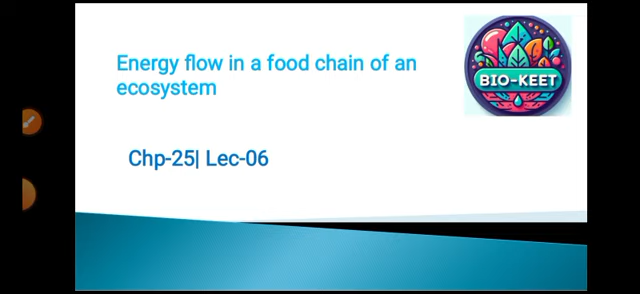 Energy flow in a food chain of an
ecosystem
BIO-KEET
Chp-25| Lec-06